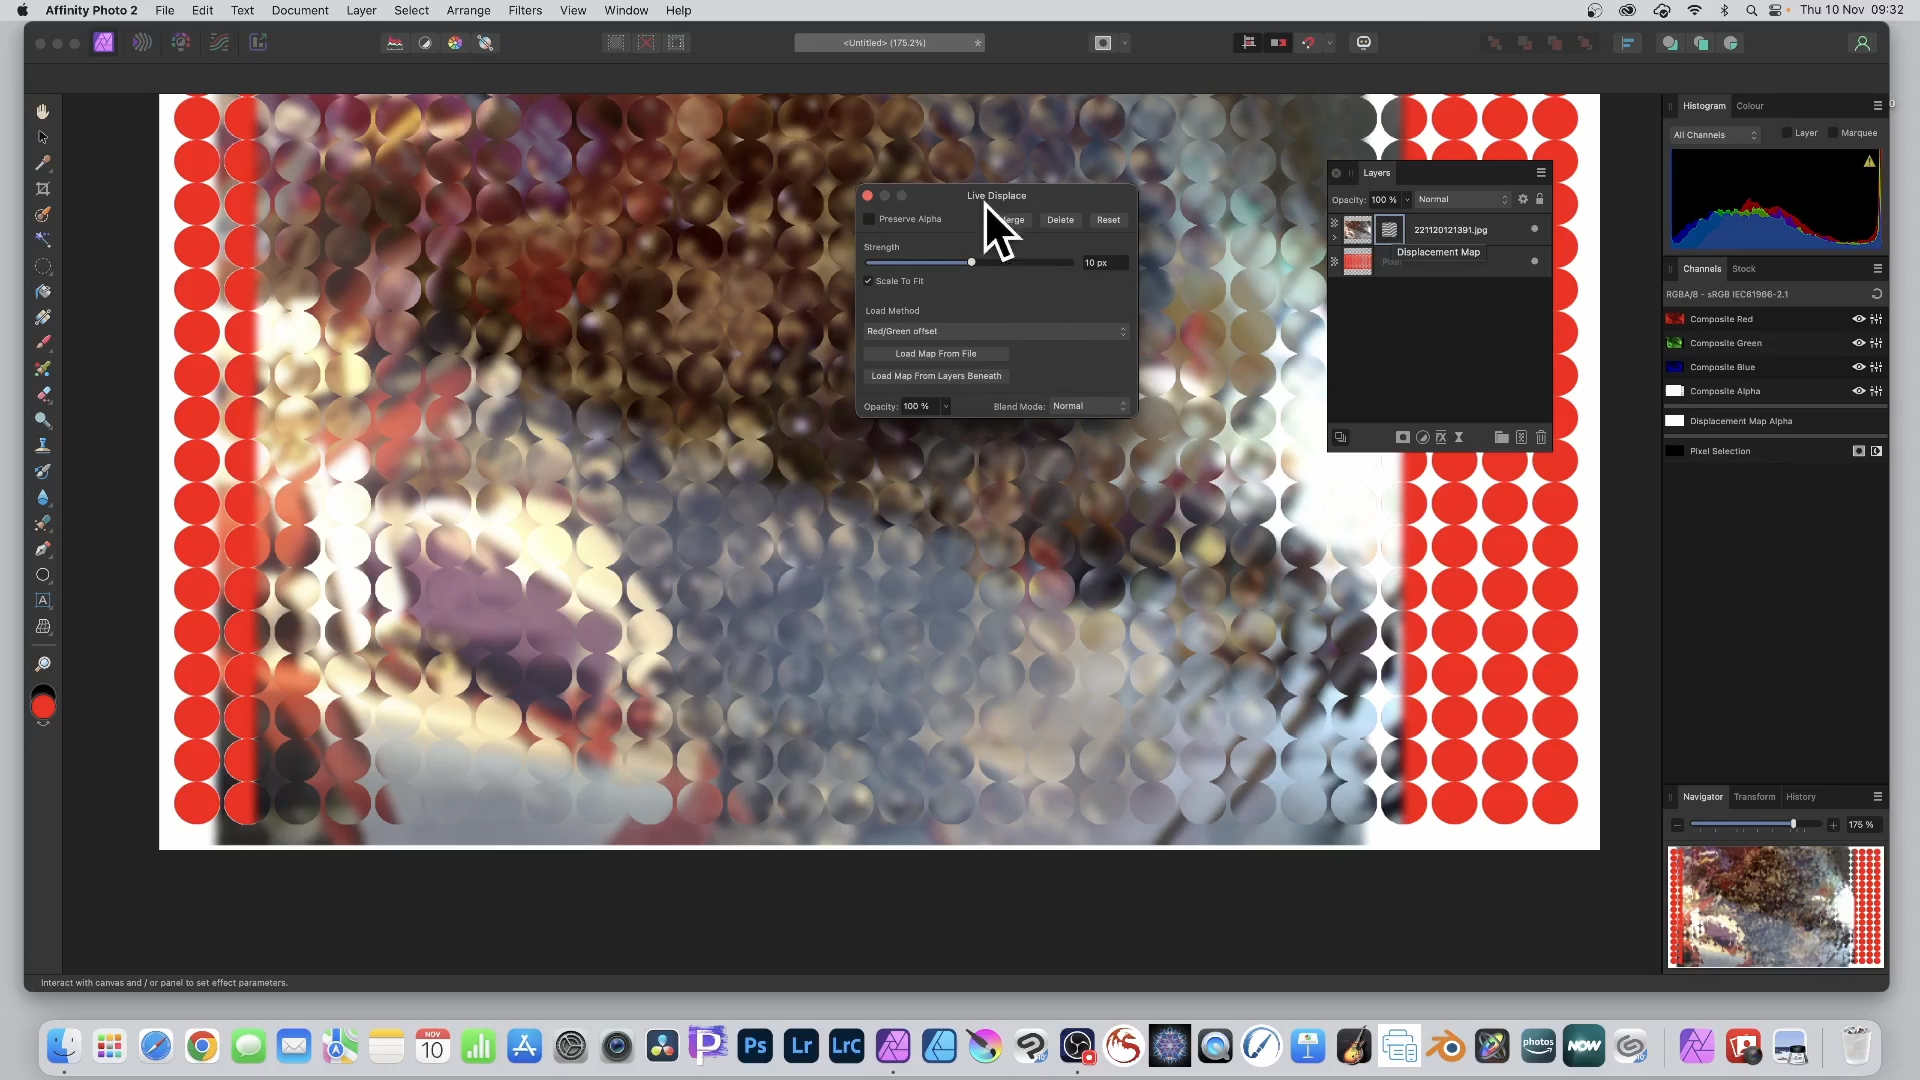 Affinity Photo 2 File Edit Text Document Layer Select Arrange Filters View Window Help Thu 10 Nov 09:32
<Untitled> (175.2%) *
Live Displace
Preserve Alpha Delete Reset
Strength
10 px
Scale To Fit
Load Method
Red/Green offset
Load Map From File
Load Map From Layers Beneath
Opacity: 100 % Blend Mode: Normal
Layers
Opacity: 100 % Normal
221120121391.jpg
Displacement Map
Histogram Colour
All Channels Layer Marquee
Channels Stock
RGBA/8 - sRGB IEC61966-2.1
Composite Red
Composite Green
Composite Blue
Composite Alpha
Displacement Map Alpha
Pixel Selection
Navigator Transform History
175 %
Interact with canvas and / or panel to set effect parameters.
NOV
10
Ps Lr LrC
photos
NOW